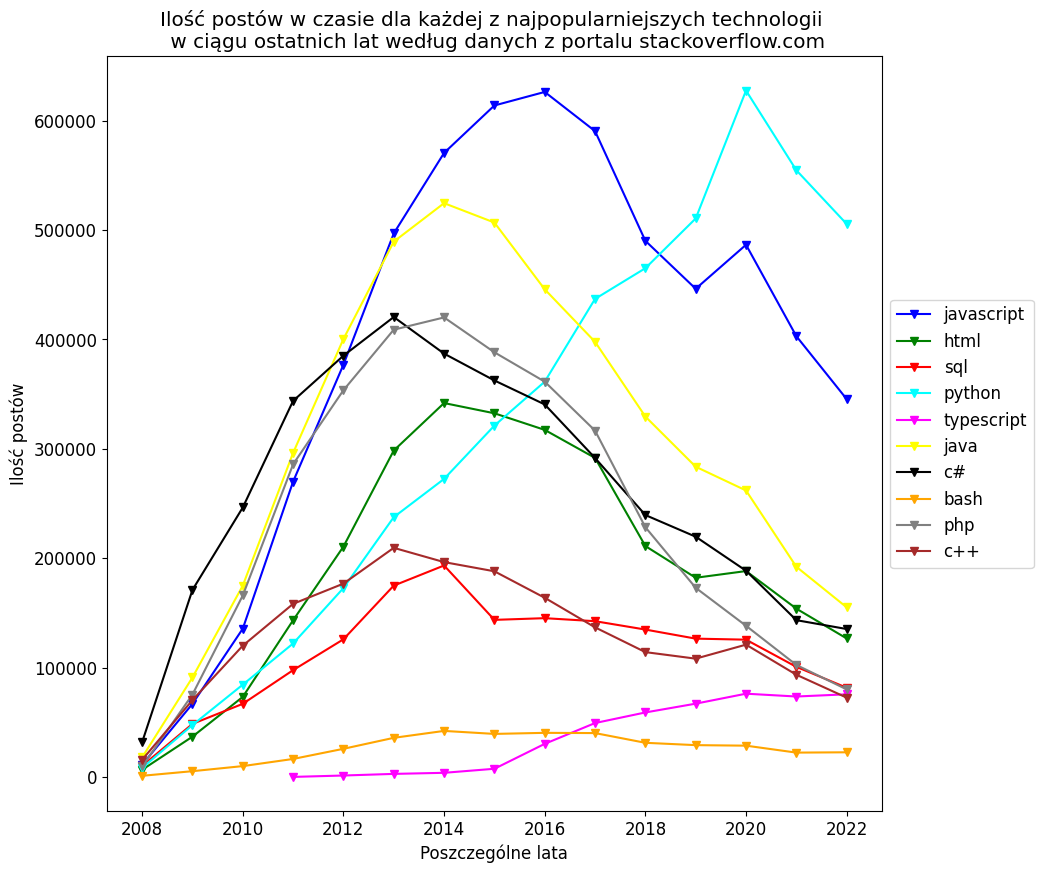 Ilość postów w czasie dla każdej z najpopularniejszych technologii
w ciągu ostatnich lat według danych z portalu stackoverflow.com
Ilość postów
600000
500000
400000
300000
200000
100000
0
2008
2010
2012
2014
2016
2018
2020
2022
Poszczególne lata
javascript
html
sql
python
typescript
java
c#
bash
php
c++